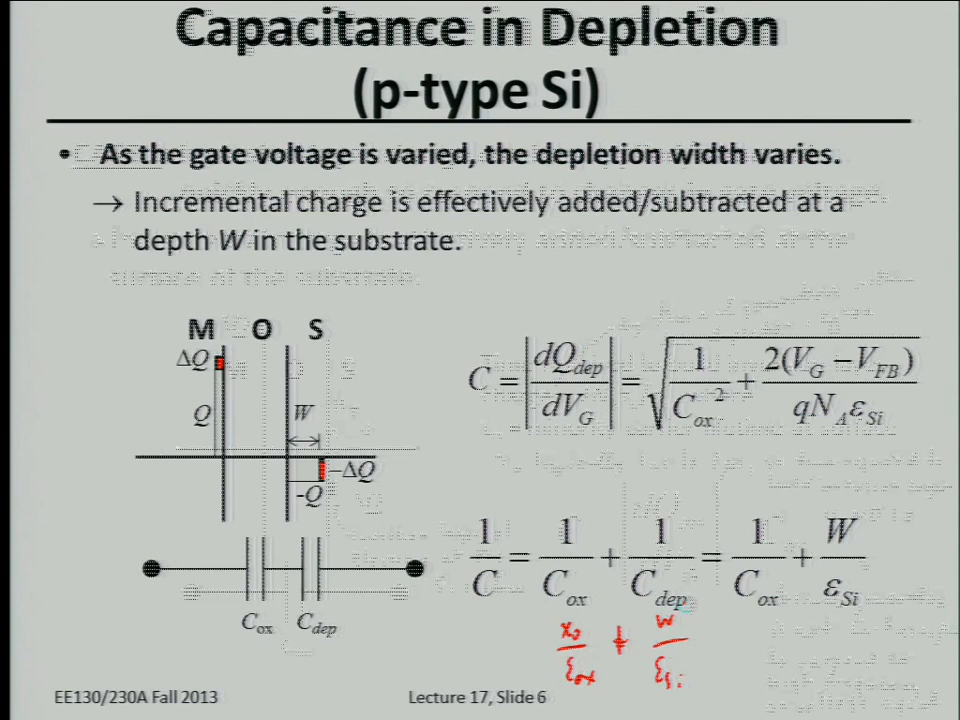 Capacitance in Depletion
(p-type Si)
• As the gate voltage is varied, the depletion width varies.
→ Incremental charge is effectively added/subtracted at a
depth W in the substrate.
M O S
ΔQ
Q
W
-ΔQ
-Q
C = |dQ_dep / dV_G| = √(1/C_ox² + 2(V_G − V_FB)/(qN_A ε_Si))
1/C = 1/C_ox + 1/C_dep = 1/C_ox + W/ε_Si
C_ox C_dep
x_o/ε_ox + W/ε_Si
EE130/230A Fall 2013
Lecture 17, Slide 6